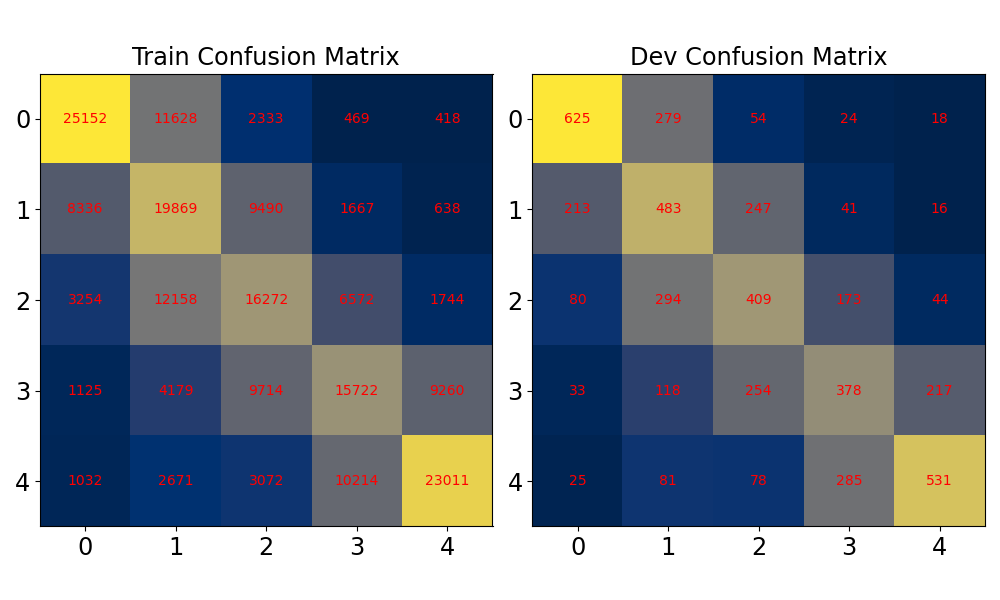 Train Confusion Matrix Dev Confusion Matrix
0 25152 11628 2333 469 418 0 625 279 54 24 18
1 8336 19869 9490 1667 638 1 213 483 247 41 16
2 3254 12158 16272 6572 1744 2 80 294 409 173 44
3 1125 4179 9714 15722 9260 3 33 118 254 378 217
4 1032 2671 3072 10214 23011 4 25 81 78 285 531
0 1 2 3 4 0 1 2 3 4